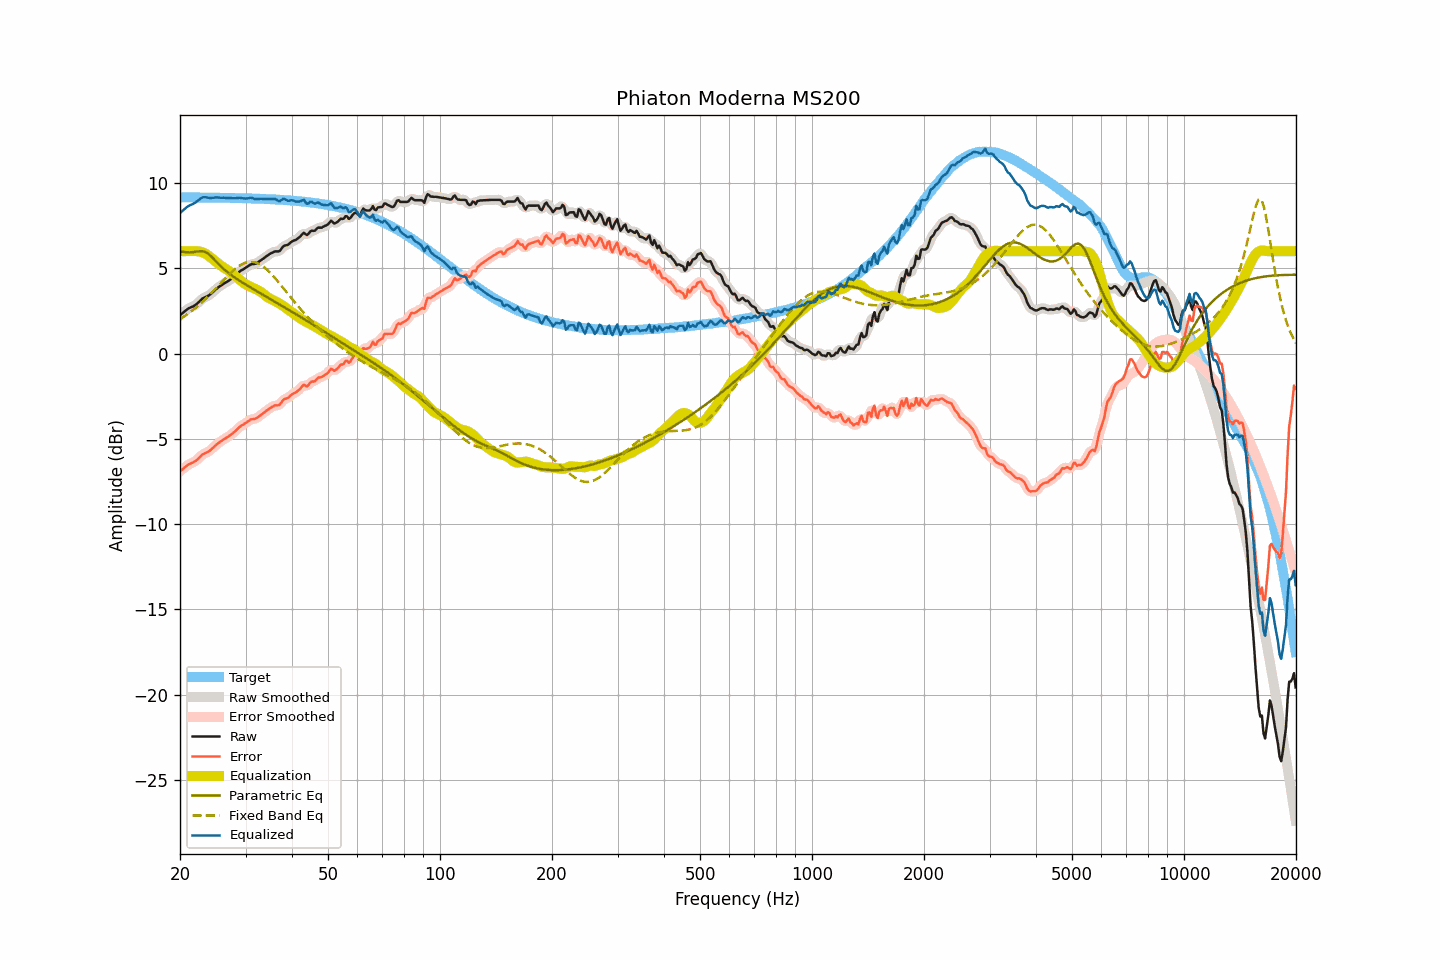 Phiaton Moderna MS200
Amplitude (dBr)
10
5
0
−5
−10
−15
−20
−25
Target
Raw Smoothed
Error Smoothed
Raw
Error
Equalization
Parametric Eq
Fixed Band Eq
Equalized
20 50 100 200 500 1000 2000 5000 10000 20000
Frequency (Hz)